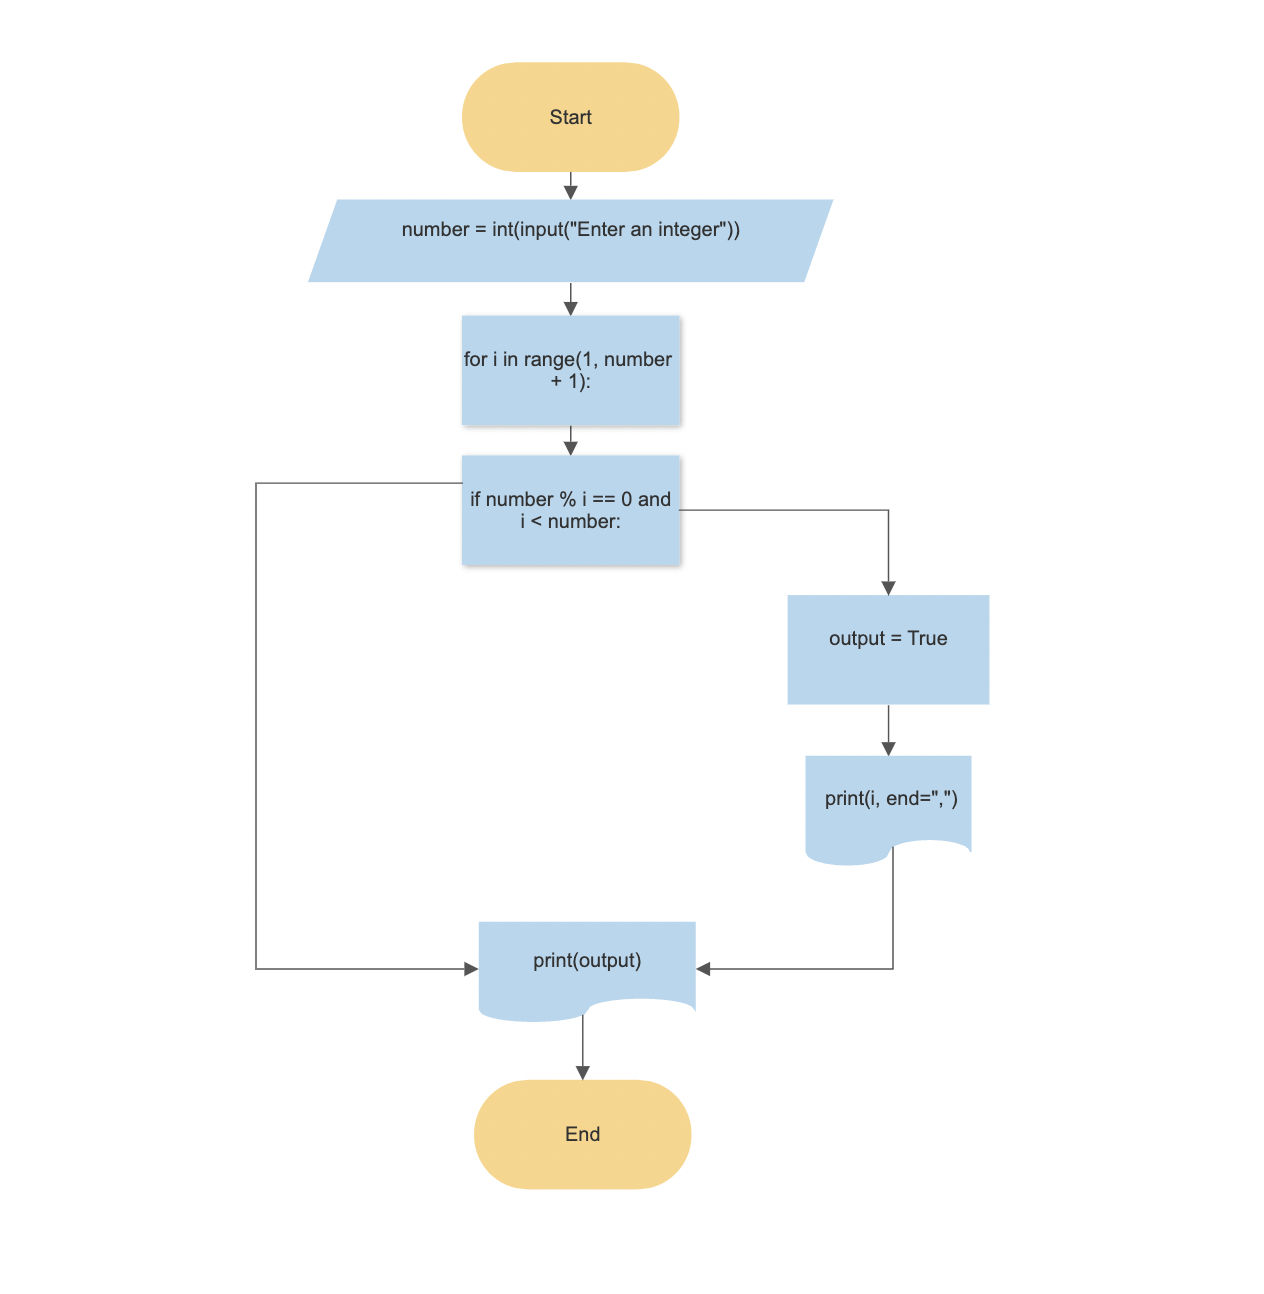 Start
number = int(input("Enter an integer"))
for i in range(1, number
+ 1):
if number % i == 0 and
i < number:
output = True
print(i, end=",")
print(output)
End